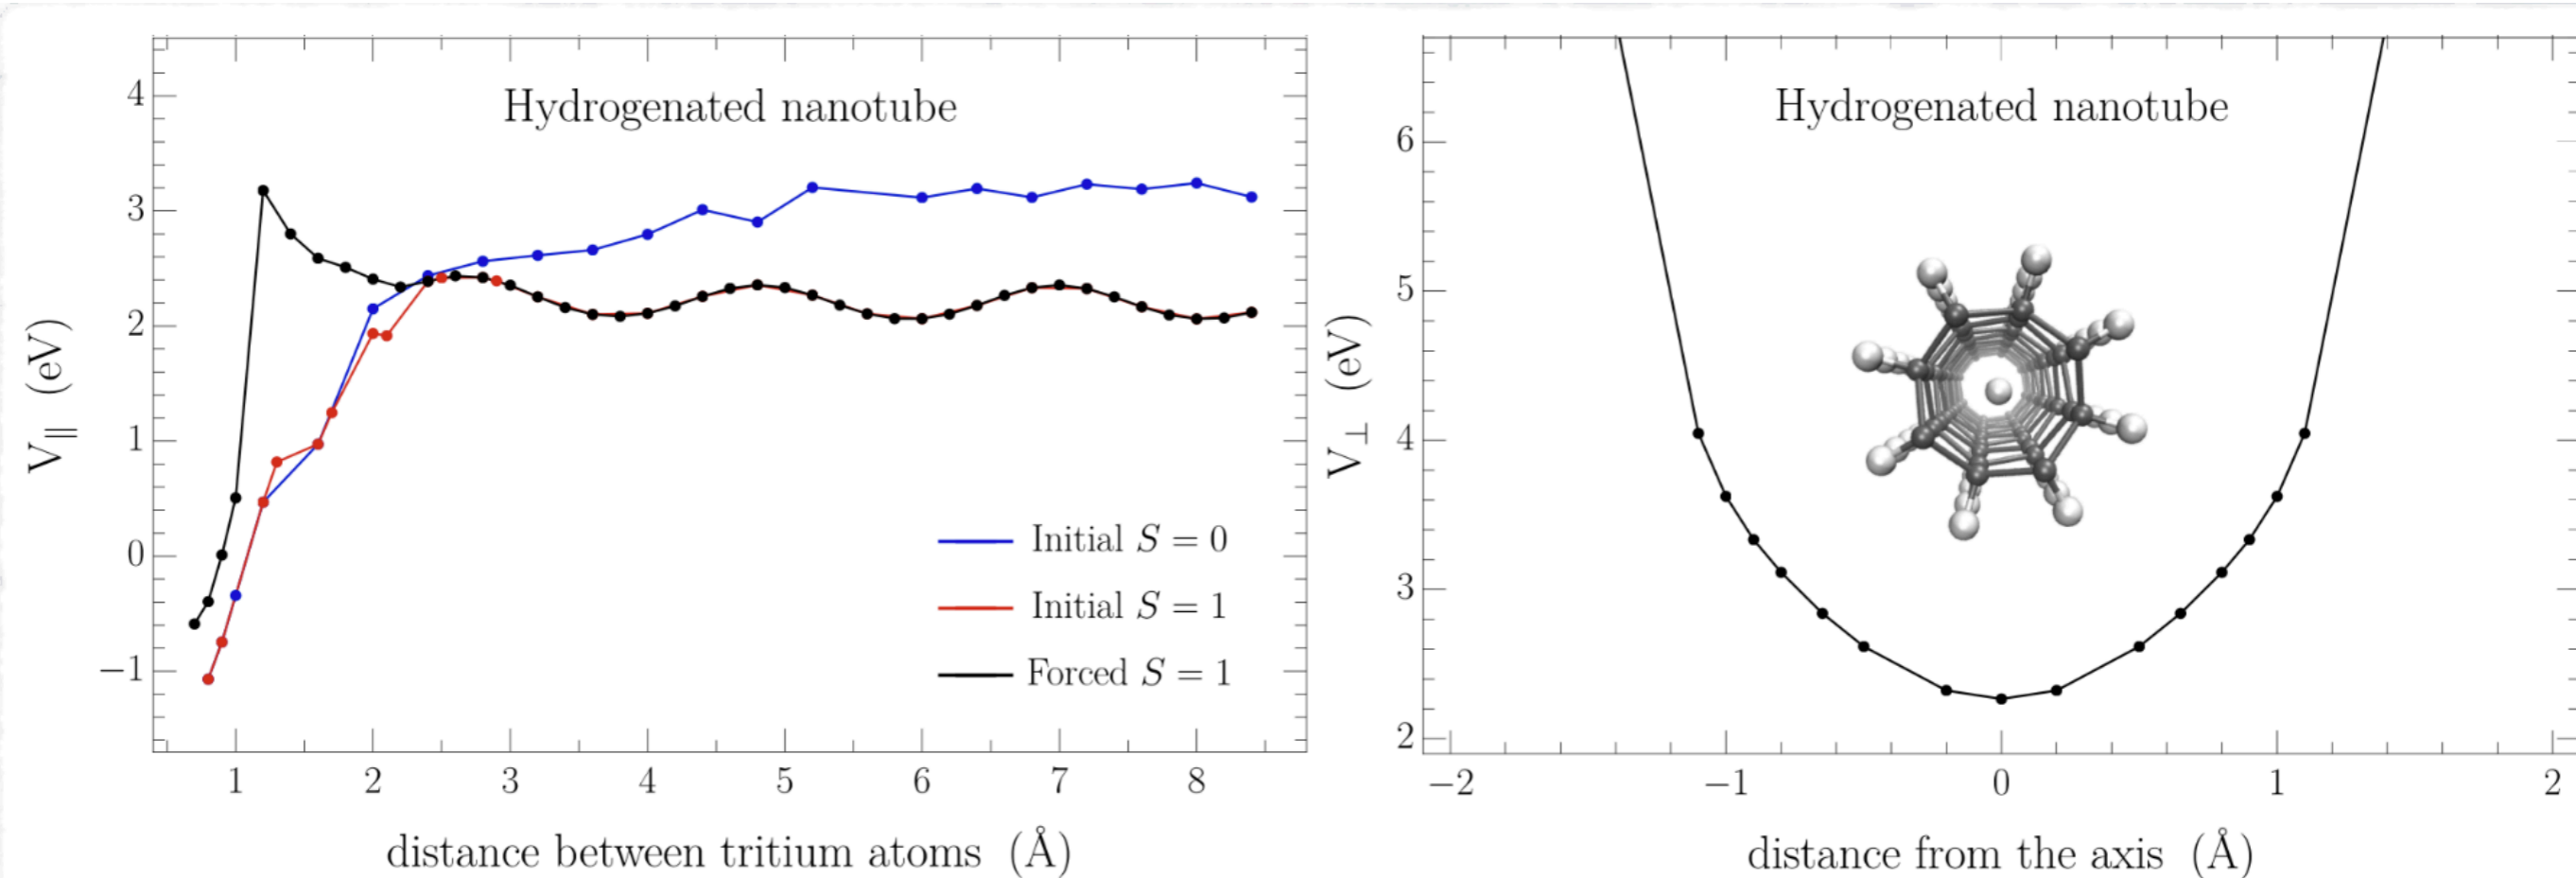 Hydrogenated nanotube
V∥ (eV)
4
3
2
1
0
−1
Initial S = 0
Initial S = 1
Forced S = 1
1 2 3 4 5 6 7 8
distance between tritium atoms (Å)
Hydrogenated nanotube
V⊥ (eV)
6
5
4
3
2
−2 −1 0 1 2
distance from the axis (Å)